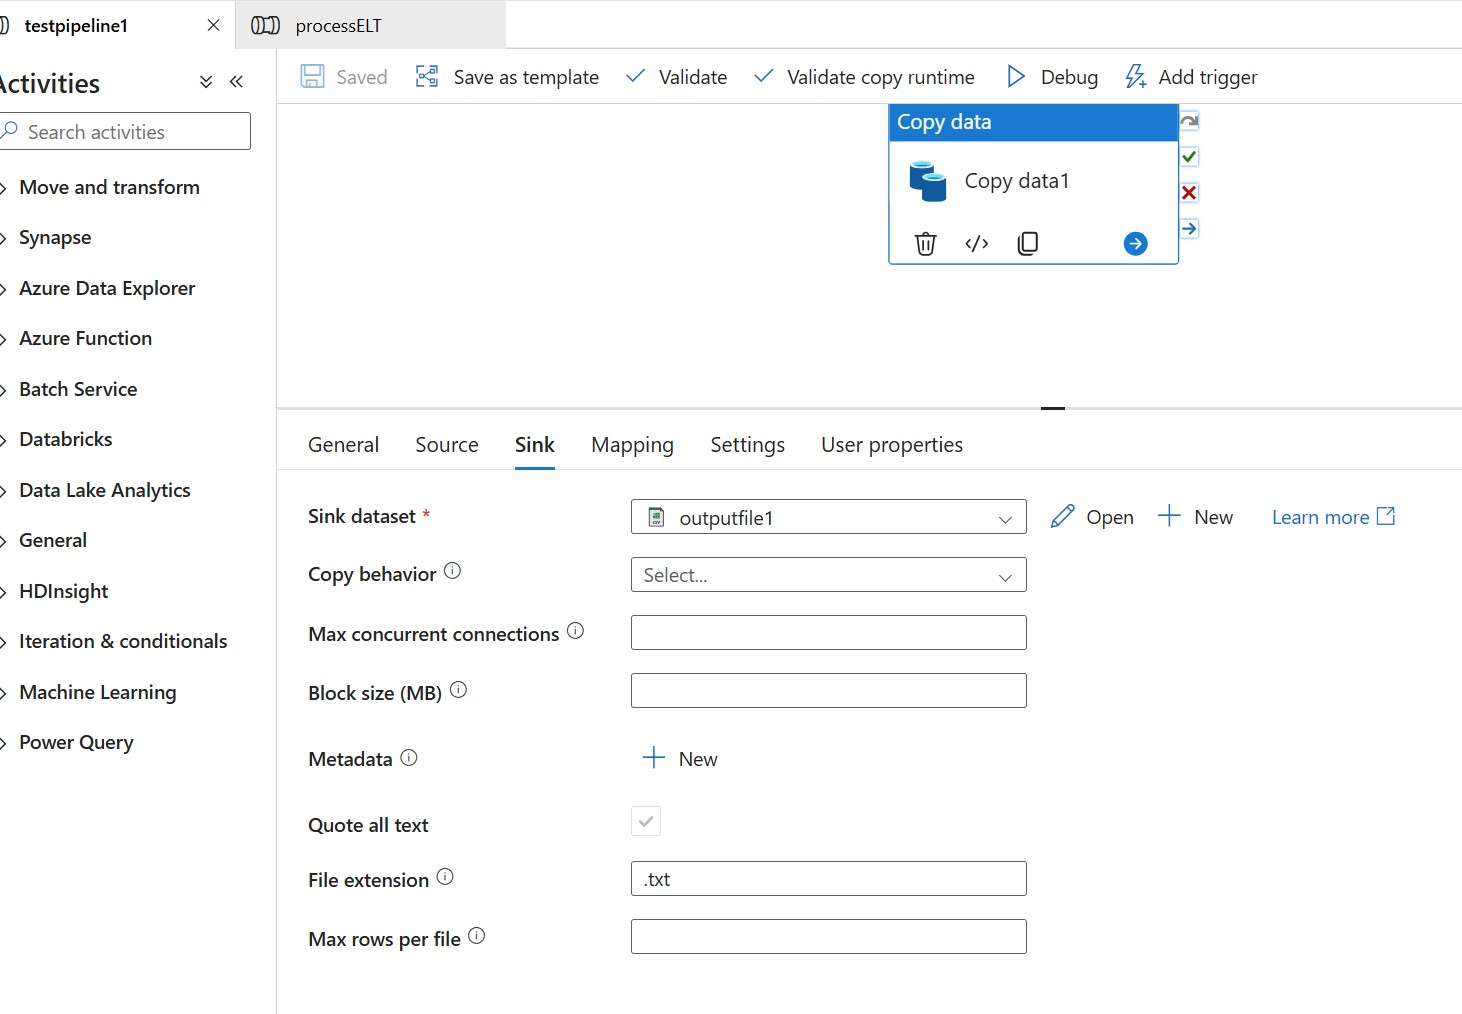 testpipeline1
processELT
Activities
Search activities
Move and transform
Synapse
Azure Data Explorer
Azure Function
Batch Service
Databricks
Data Lake Analytics
General
HDInsight
Iteration & conditionals
Machine Learning
Power Query
Saved Save as template Validate Validate copy runtime Debug Add trigger
Copy data
Copy data1
General Source Sink Mapping Settings User properties
Sink dataset * outputfile1 Open New Learn more
Copy behavior Select...
Max concurrent connections
Block size (MB)
Metadata New
Quote all text
File extension .txt
Max rows per file